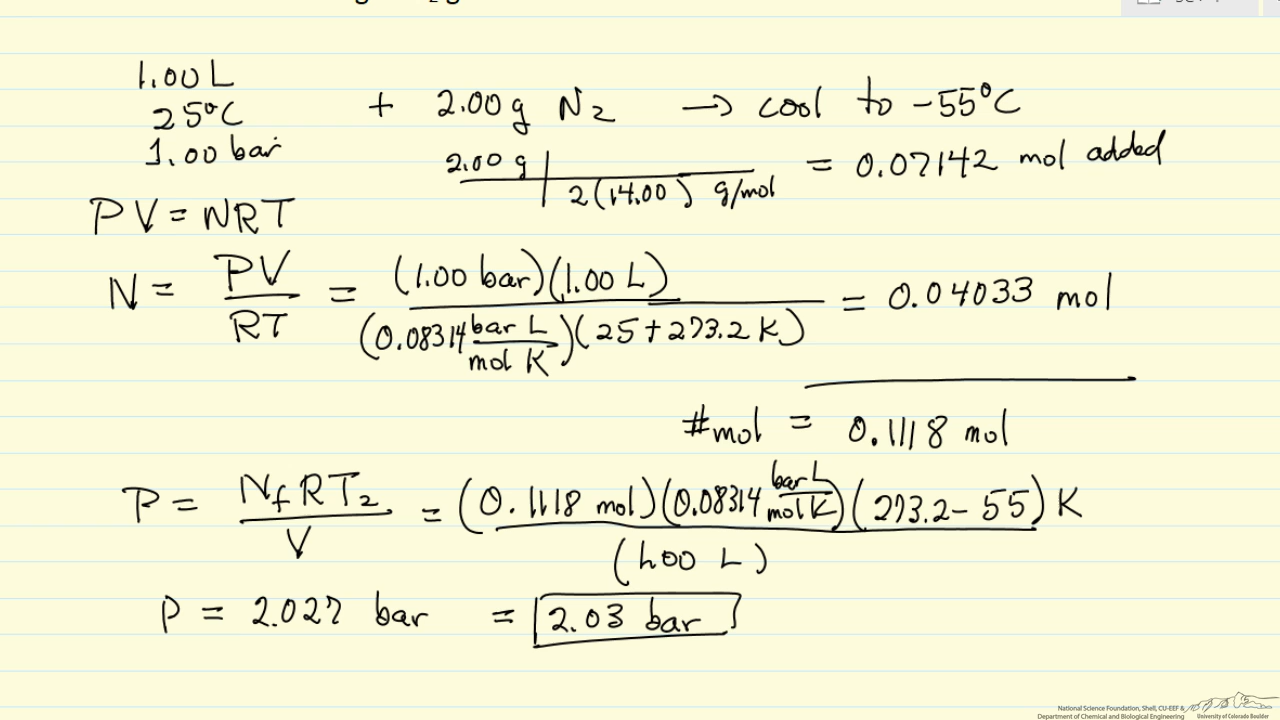 1.00 L
25°C + 2.00 g N₂ → cool to -55°C
1.00 bar
2.00 g | 2(14.00) g/mol = 0.07142 mol added
PV = NRT
N = PV/RT = (1.00 bar)(1.00 L) / (0.08314 bar L/mol K)(25+273.2 K) = 0.04033 mol
#mol = 0.1118 mol
P = N_f RT₂/V = (0.1118 mol)(0.08314 bar L/mol K)(273.2 - 55) K / (1.00 L)
P = 2.027 bar = 2.03 bar
National Science Foundation, Shell, CU-EEF &
Department of Chemical and Biological Engineering
University of Colorado Boulder